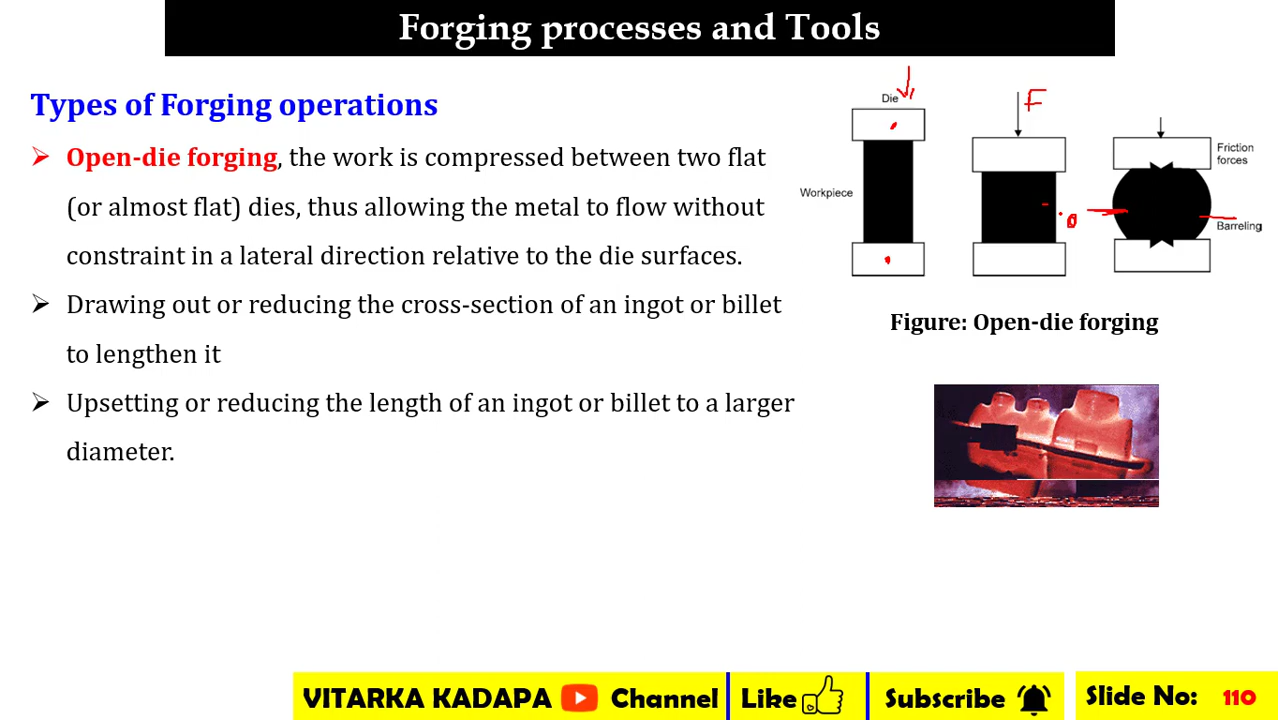 Forging processes and Tools
Types of Forging operations
Open-die forging, the work is compressed between two flat
(or almost flat) dies, thus allowing the metal to flow without
constraint in a lateral direction relative to the die surfaces.
Drawing out or reducing the cross-section of an ingot or billet
to lengthen it
Upsetting or reducing the length of an ingot or billet to a larger
diameter.
Die
F
Workpiece
Friction
forces
Barreling
Figure: Open-die forging
VITARKA KADAPA Channel
Like
Subscribe
Slide No: 110